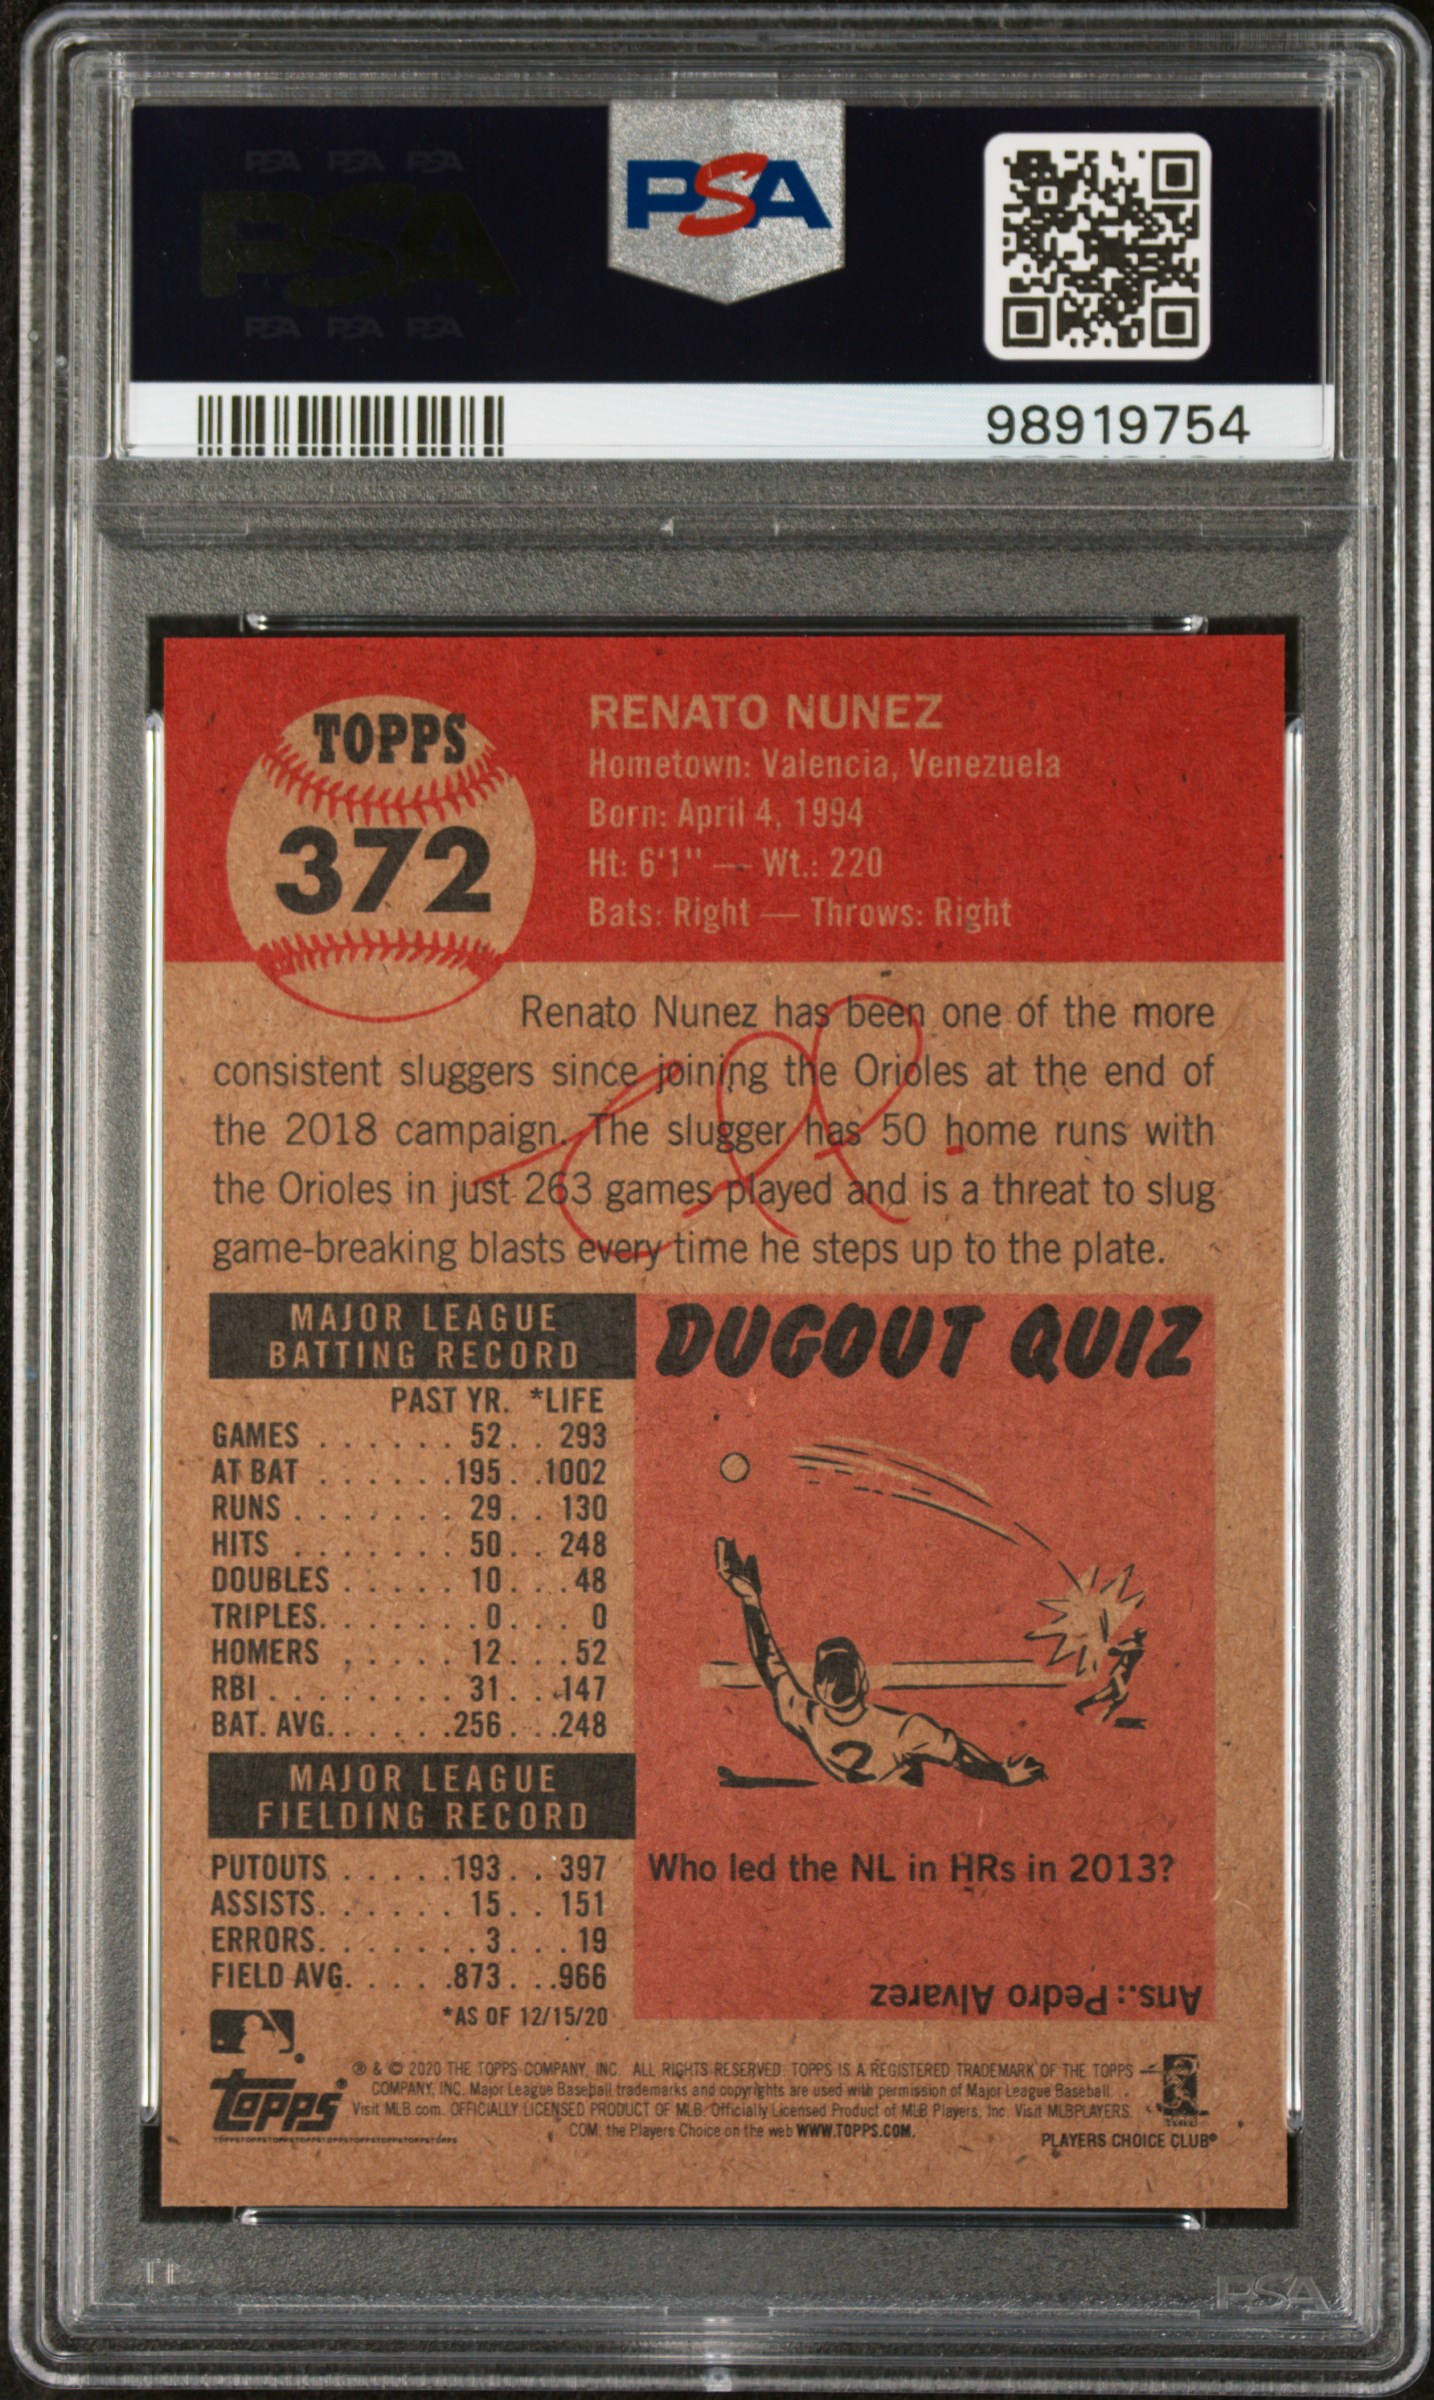 PSA PSA PSA
PSA
PSA PSA PSA
PSA
98919754
TOPPS
372
RENATO NUNEZ
Hometown: Valencia, Venezuela
Born: April 4, 1994
Ht: 6'1" — Wt.: 220
Bats: Right — Throws: Right
Renato Nunez has been one of the more
consistent sluggers since joining the Orioles at the end of
the 2018 campaign. The slugger has 50 home runs with
the Orioles in just 263 games played and is a threat to slug
game-breaking blasts every time he steps up to the plate.
MAJOR LEAGUE
BATTING RECORD
PAST YR. *LIFE
GAMES . . . . . . 52 . . 293
AT BAT . . . . . . 195 . . 1002
RUNS . . . . . . . 29 . . 130
HITS . . . . . . . 50 . . 248
DOUBLES . . . . . 10 . . . 48
TRIPLES. . . . . . . 0 . . . 0
HOMERS . . . . . 12 . . . 52
RBI . . . . . . . . 31 . . . 147
BAT. AVG. . . . . .256 . . .248
MAJOR LEAGUE
FIELDING RECORD
PUTOUTS . . . . . 193 . . 397
ASSISTS. . . . . . 15 . . 151
ERRORS. . . . . . . 3 . . . 19
FIELD AVG. . . . . .873 . . .966
*AS OF 12/15/20
DUGOUT QUIZ
2
Who led the NL in HRs in 2013?
Ans.: Pedro Alvarez
TOPPS®
® & © 2020 THE TOPPS COMPANY, INC. ALL RIGHTS RESERVED. TOPPS IS A REGISTERED TRADEMARK OF THE TOPPS
COMPANY, INC. Major League Baseball trademarks and copyrights are used with permission of Major League Baseball.
Visit MLB.com. OFFICIALLY LICENSED PRODUCT OF MLB. Officially Licensed Product of MLB Players, Inc. Visit MLBPLAYERS.
COM, the Players Choice on the web WWW.TOPPS.COM.
PLAYERS CHOICE CLUB®
PSA